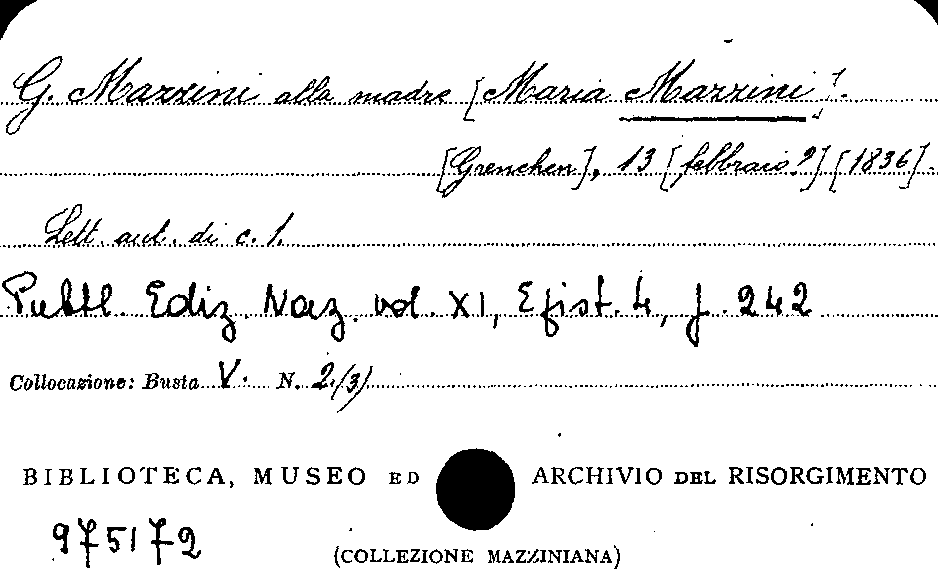 G. Mazzini alla madre [Maria Mazzini].
[Grenchen], 13 [febbraio?] [1836].
Lett. aut. di c. 1.
Pubbl. Ediz. Naz. vol. XI, Epist. 4, p. 242
Collocazione: Busta V. N. 2(3)
BIBLIOTECA, MUSEO ED ARCHIVIO DEL RISORGIMENTO
975172
(COLLEZIONE MAZZINIANA)